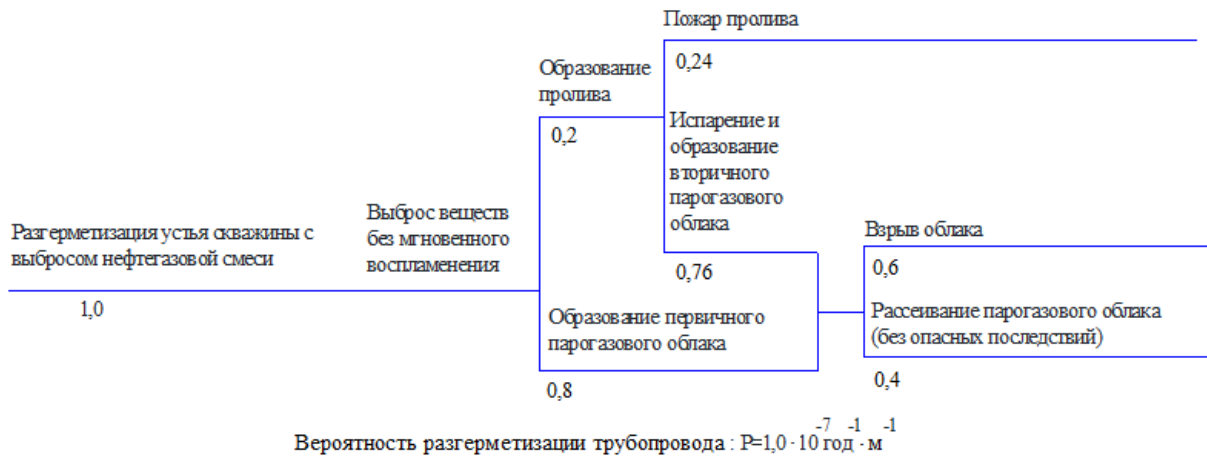 Пожар пролива
0,24
Образование
пролива
0,2
Испарение и
образование
вторичного
парогазового
облака
0,76
Разгерметизация устья скважины с
выбросом нефтегазовой смеси
1,0
Выброс веществ
без мгновенного
воспламенения
Образование первичного
парогазового облака
0,8
Взрыв облака
0,6
Рассеивание парогазового облака
(без опасных последствий)
0,4
Вероятность разгерметизации трубопровода : P=1,0 · 10⁻⁷ год⁻¹ · м⁻¹